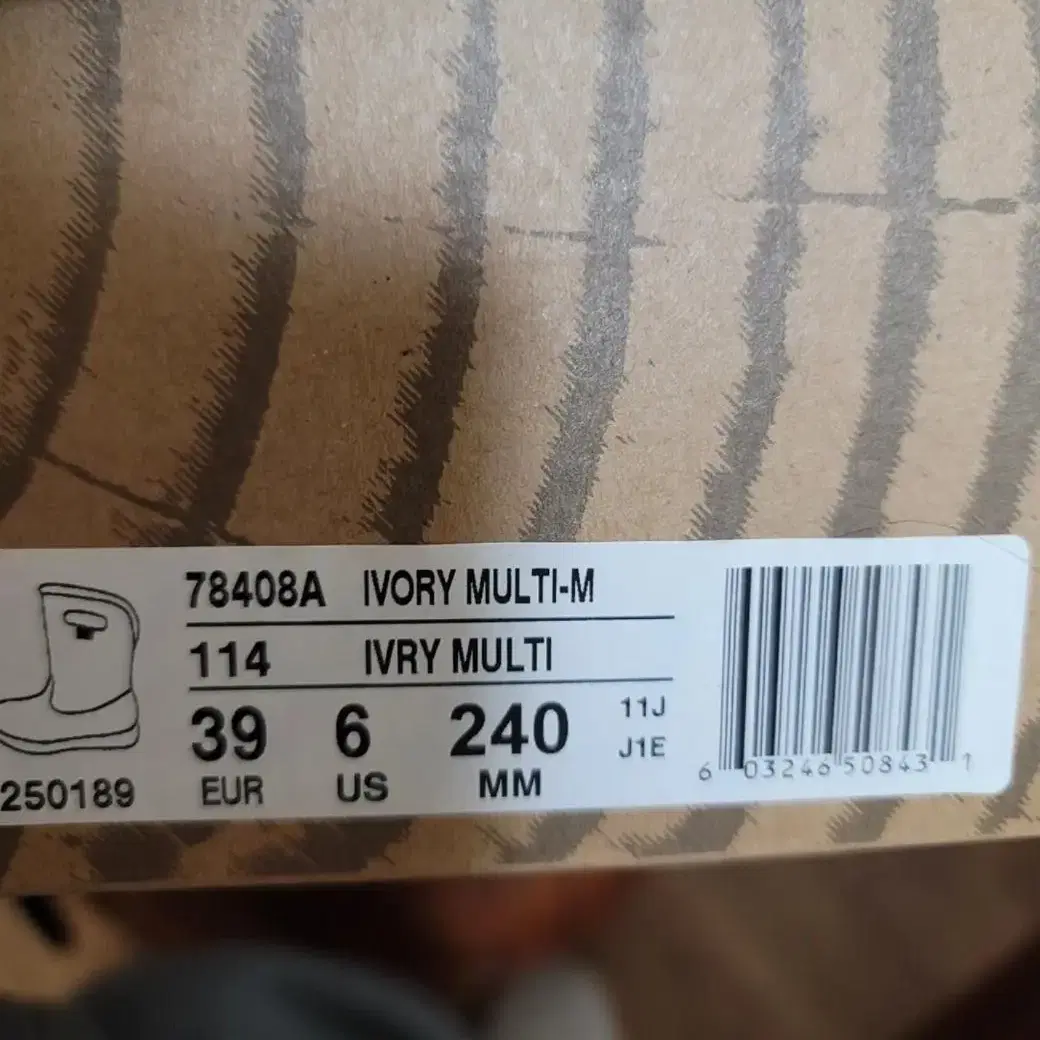 78408A IVORY MULTI-M
114 IVRY MULTI
39 6 240 11J
EUR US MM J1E
250189
6 03246 50843 1